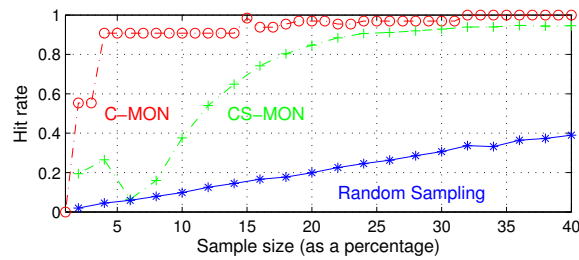 1
0.8
0.6
0.4
0.2
0
Hit rate
C-MON
CS-MON
Random Sampling
5 10 15 20 25 30 35 40
Sample size (as a percentage)